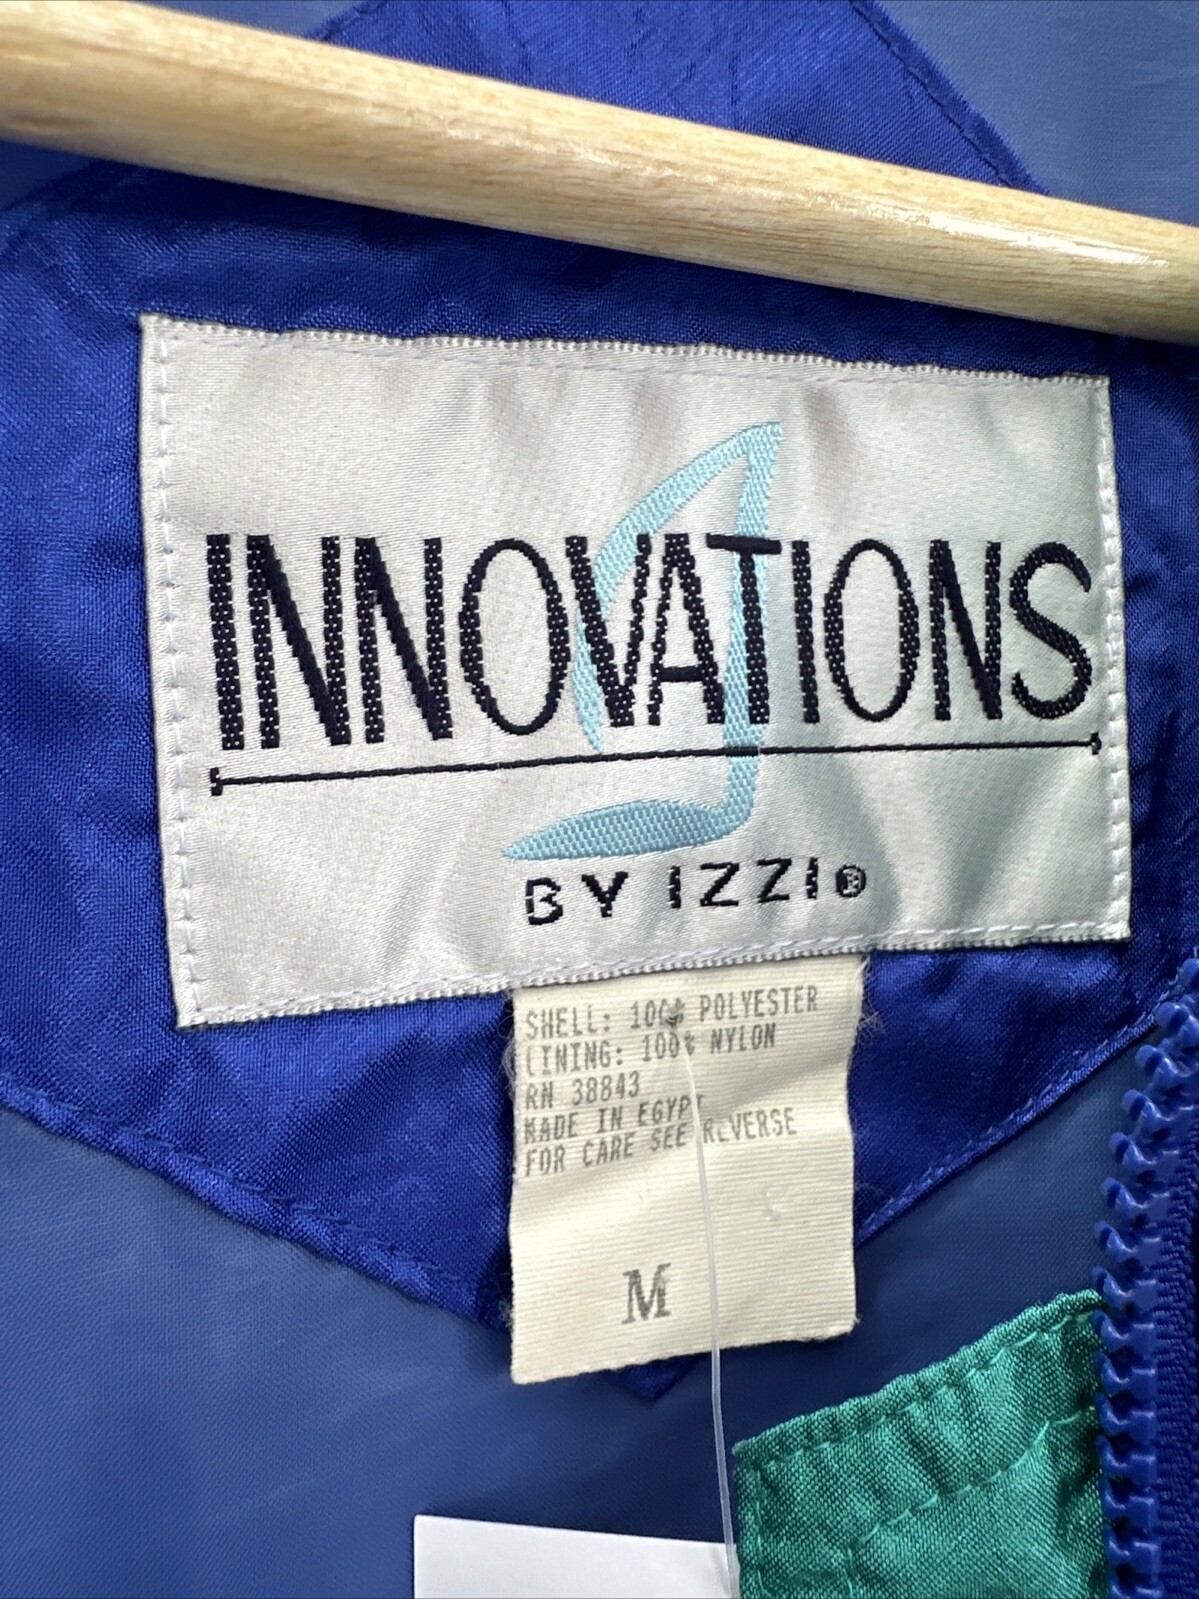 INNOVATIONS
BY IZZI®
SHELL: 100% POLYESTER
LINING: 100% NYLON
RN 38843
MADE IN EGYPT
FOR CARE SEE REVERSE
M